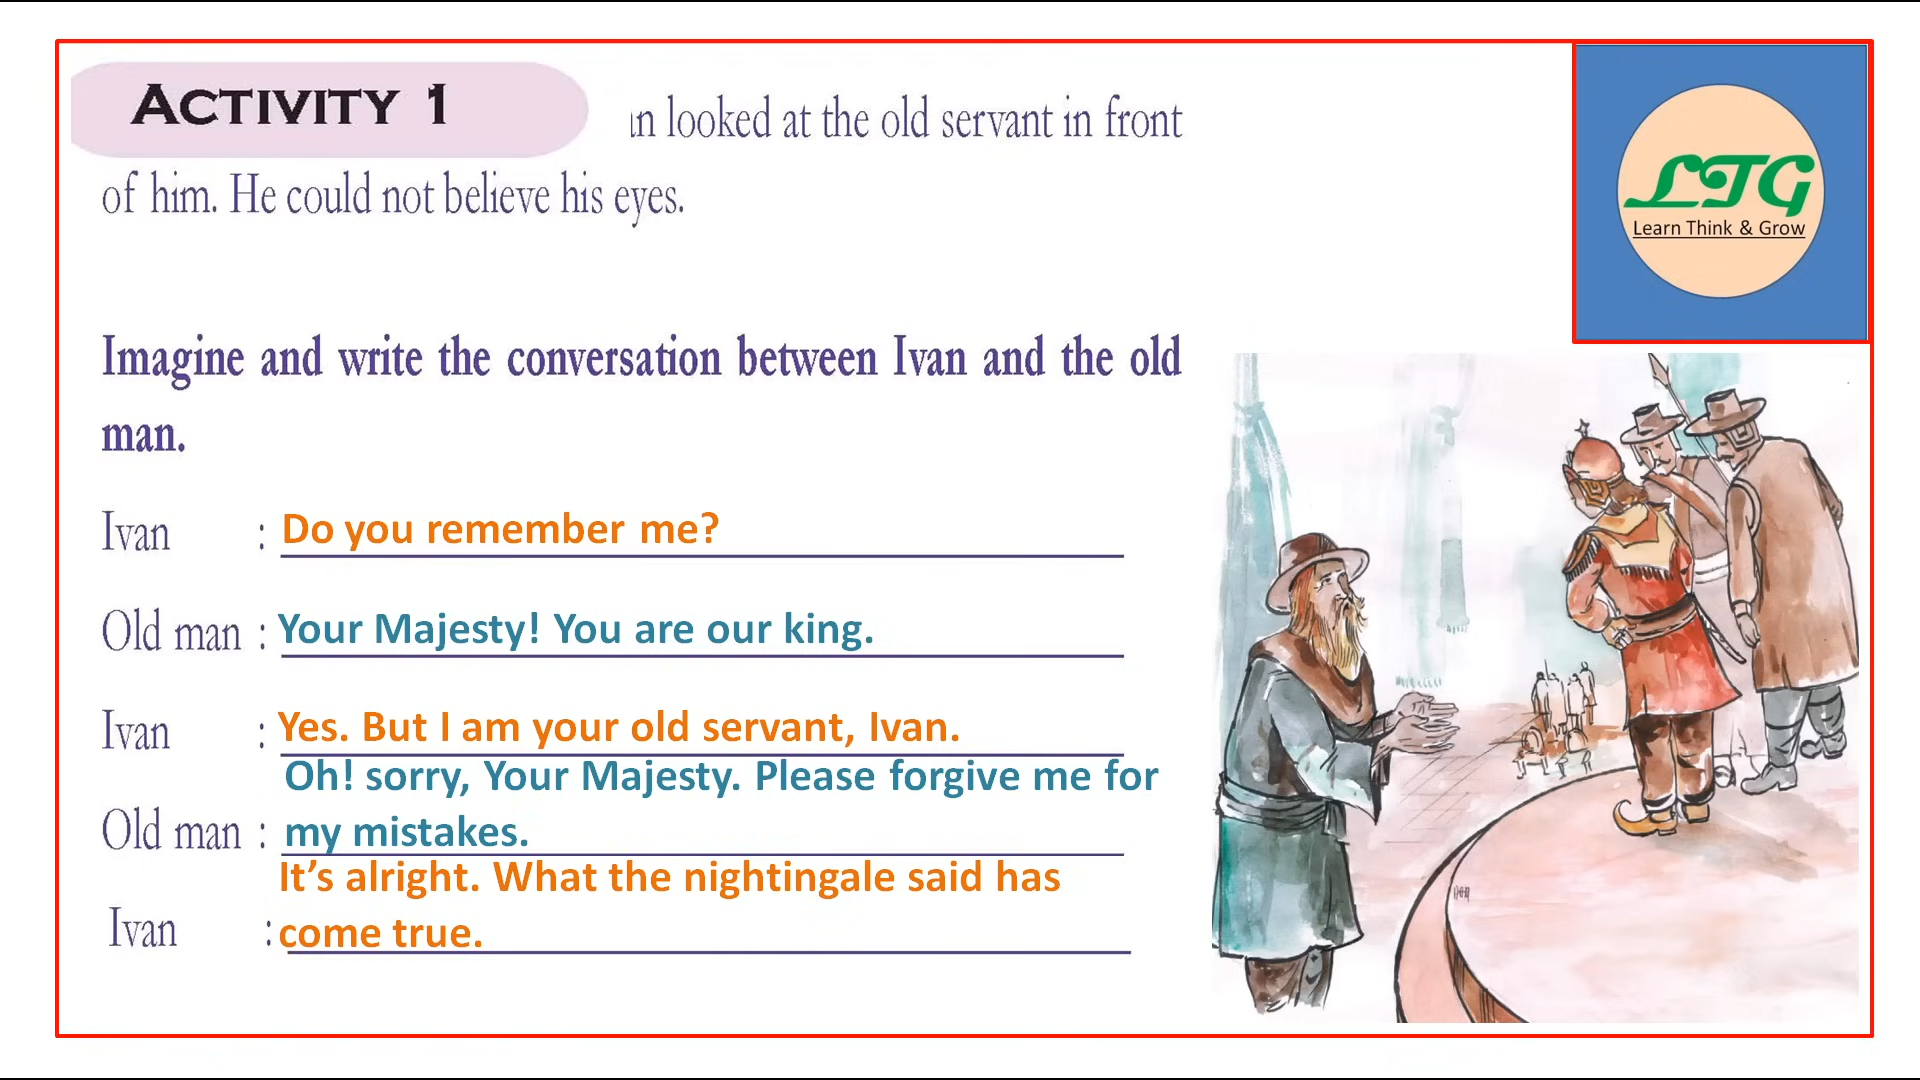 ACTIVITY 1
looked at the old servant in front
of him. He could not believe his eyes.
LTG
Learn Think & Grow
Imagine and write the conversation between Ivan and the old
man.
Ivan : Do you remember me?
Old man : Your Majesty! You are our king.
Ivan : Yes. But I am your old servant, Ivan.
Oh! sorry, Your Majesty. Please forgive me for
Old man : my mistakes.
It’s alright. What the nightingale said has
Ivan : come true.